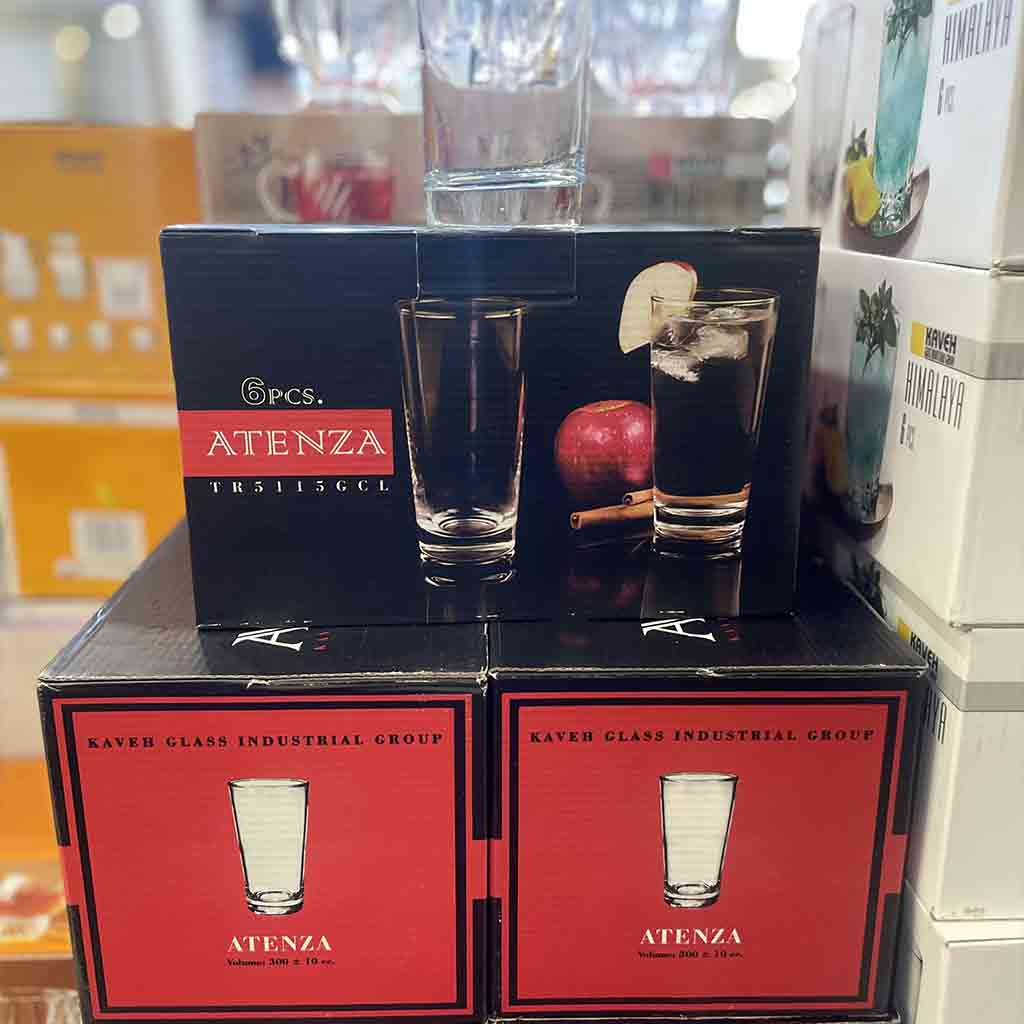 HIMALAYA
6 PCS.
KAVEH
HIMALAYA
6 PCS.
6PCS.
ATENZA
TR5115GCL
KAVEH
KAVEH GLASS INDUSTRIAL GROUP
ATENZA
Volume: 300 ± 10 cc.
KAVEH GLASS INDUSTRIAL GROUP
ATENZA
Volume: 300 ± 10 cc.